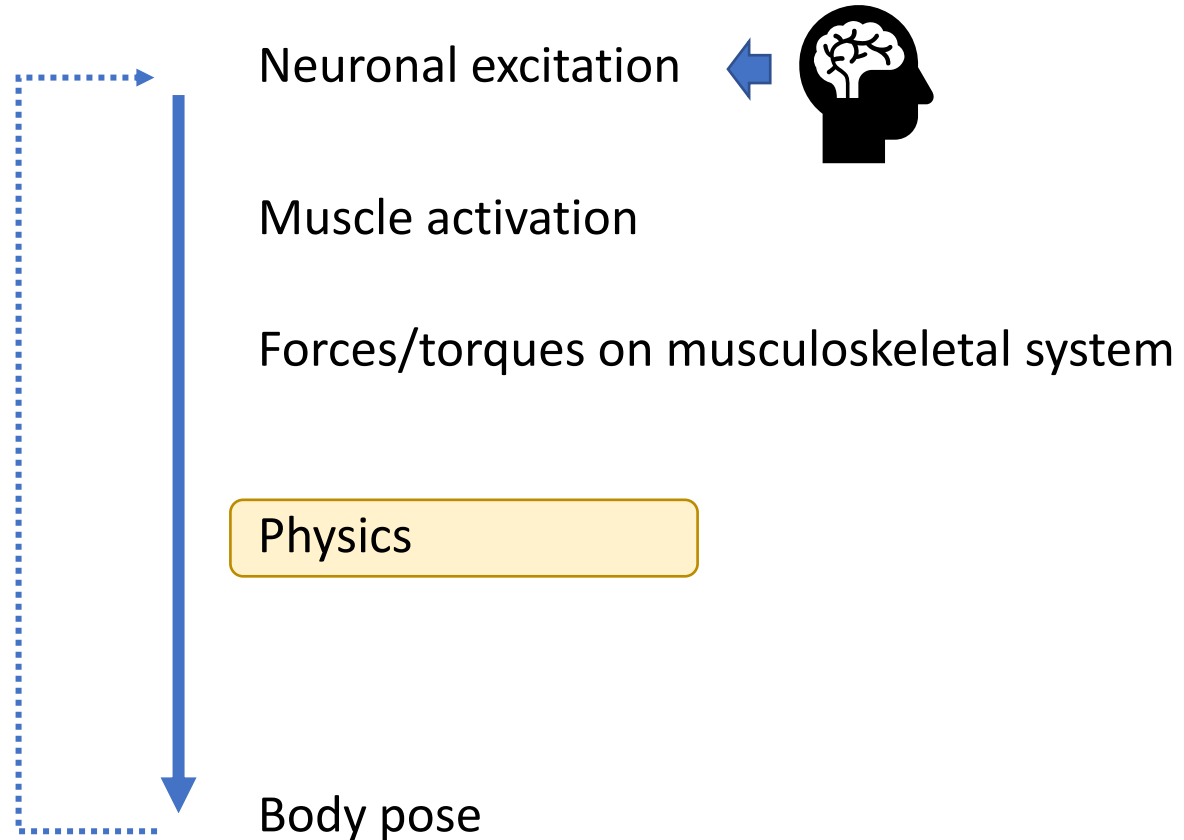 Neuronal excitation
Muscle activation
Forces/torques on musculoskeletal system
Physics
Body pose